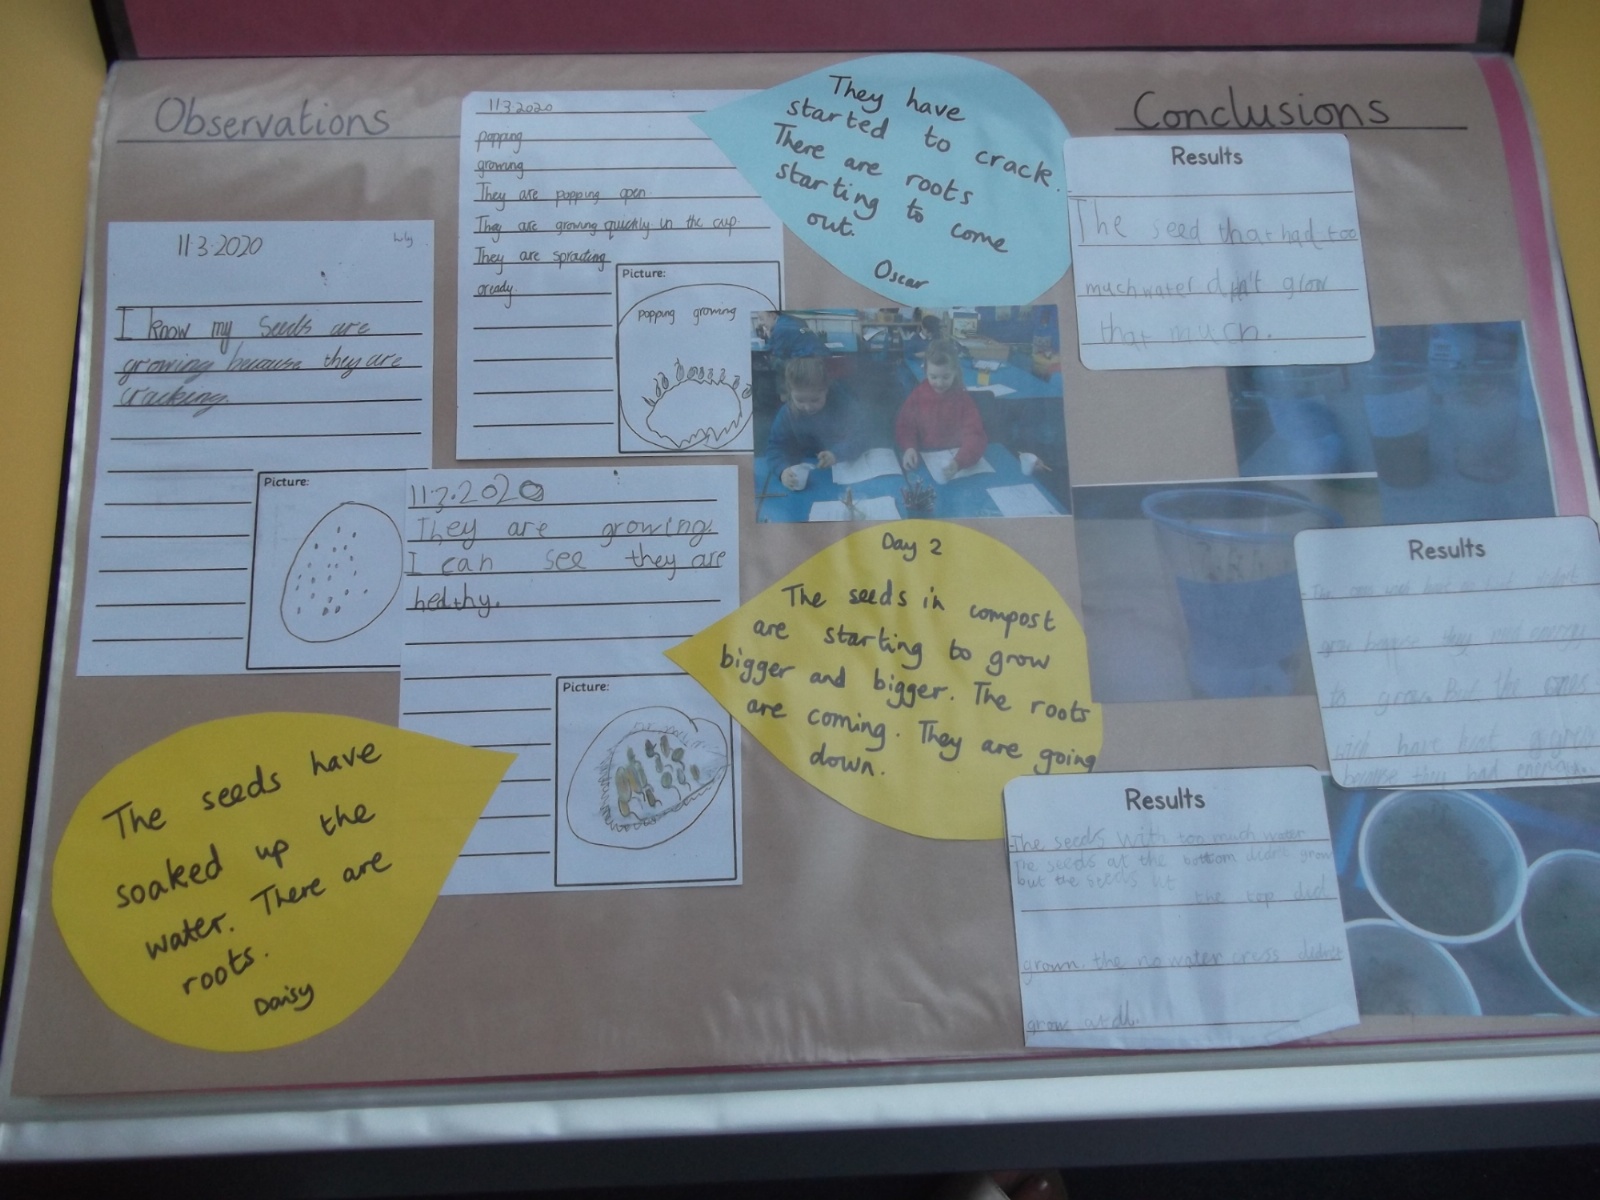 Observations
11.3.2020
I know my seeds are
growing because they are
cracking.
Picture:
11.3.2020
popping
growing
They are popping open.
They are growing quickly in the cup.
They are sprouting
aready.
Picture:
popping growing
11.3.2020
They are growing
I can see they are
helthy.
Picture:
The seeds have
soaked up the
water. There are
roots.
Daisy
They have
started to crack.
There are roots
starting to come
out.
Oscar
Day 2
The seeds in compost
are starting to grow
bigger and bigger. The roots
are coming. They are going
down.
Conclusions
Results
The seed that had too
much water didn't grow
that much.
Results
to grow. But the ones
Results
The seeds with too much water
The seeds at the bottom didnt grow
but the seeds at
the top did
grown. the no water cress didnt
grow at all.